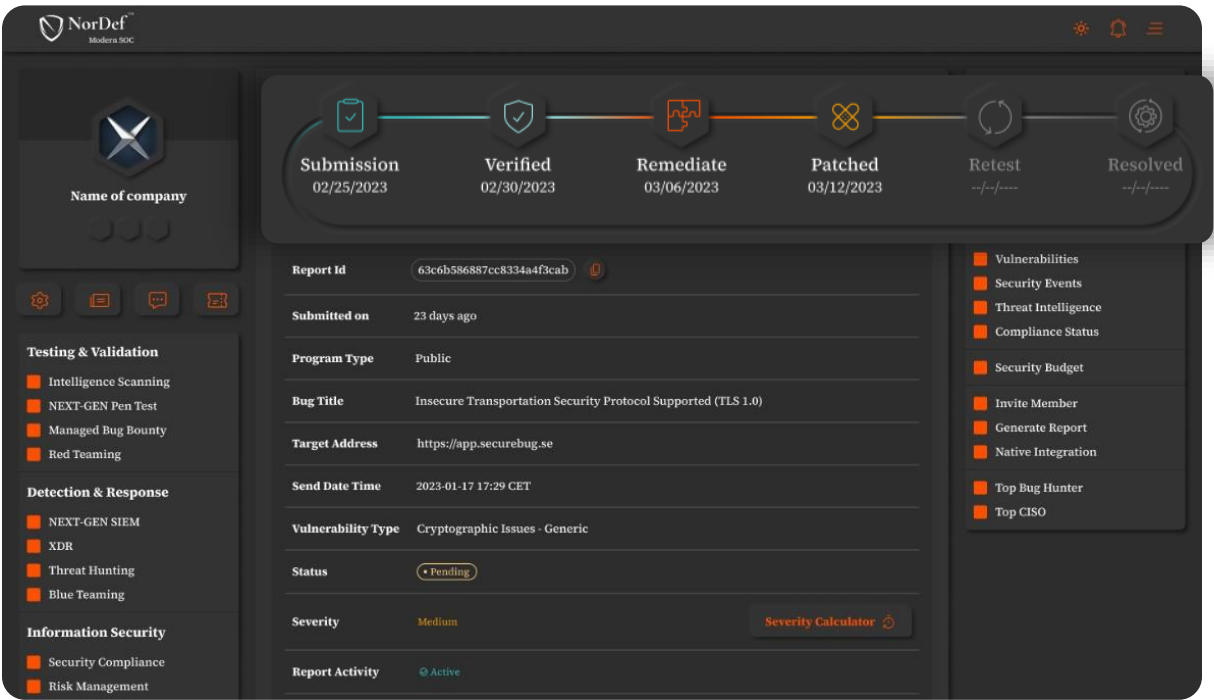 NorDef™
Modern SOC
Name of company
Submission
02/25/2023
Verified
02/30/2023
Remediate
03/06/2023
Patched
03/12/2023
Retest
--/--/----
Resolved
--/--/----
Testing & Validation
Intelligence Scanning
NEXT-GEN Pen Test
Managed Bug Bounty
Red Teaming
Detection & Response
NEXT-GEN SIEM
XDR
Threat Hunting
Blue Teaming
Information Security
Security Compliance
Risk Management
Report Id 63c6b586887cc8334a4f3cab
Submitted on 23 days ago
Program Type Public
Bug Title Insecure Transportation Security Protocol Supported (TLS 1.0)
Target Address https://app.securebug.se
Send Date Time 2023-01-17 17:29 CET
Vulnerability Type Cryptographic Issues - Generic
Status • Pending
Severity Medium Severity Calculator
Report Activity Active
Vulnerabilities
Security Events
Threat Intelligence
Compliance Status
Security Budget
Invite Member
Generate Report
Native Integration
Top Bug Hunter
Top CISO